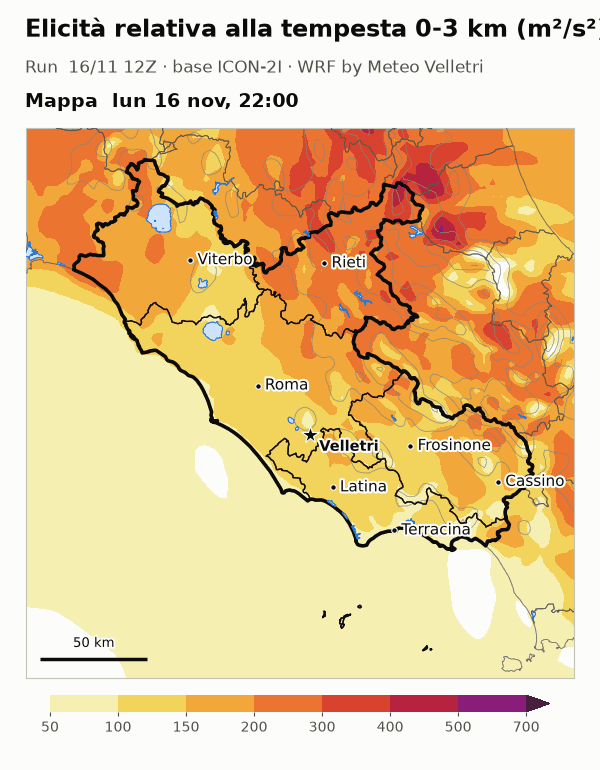 Elicità relativa alla tempesta 0-3 km (m²/s²)
Run  16/11 12Z · base ICON-2I · WRF by Meteo Velletri
Mappa  lun 16 nov, 22:00
Viterbo
Rieti
Roma
Velletri
Frosinone
Cassino
Latina
Terracina
50 km
50 100 150 200 300 400 500 700